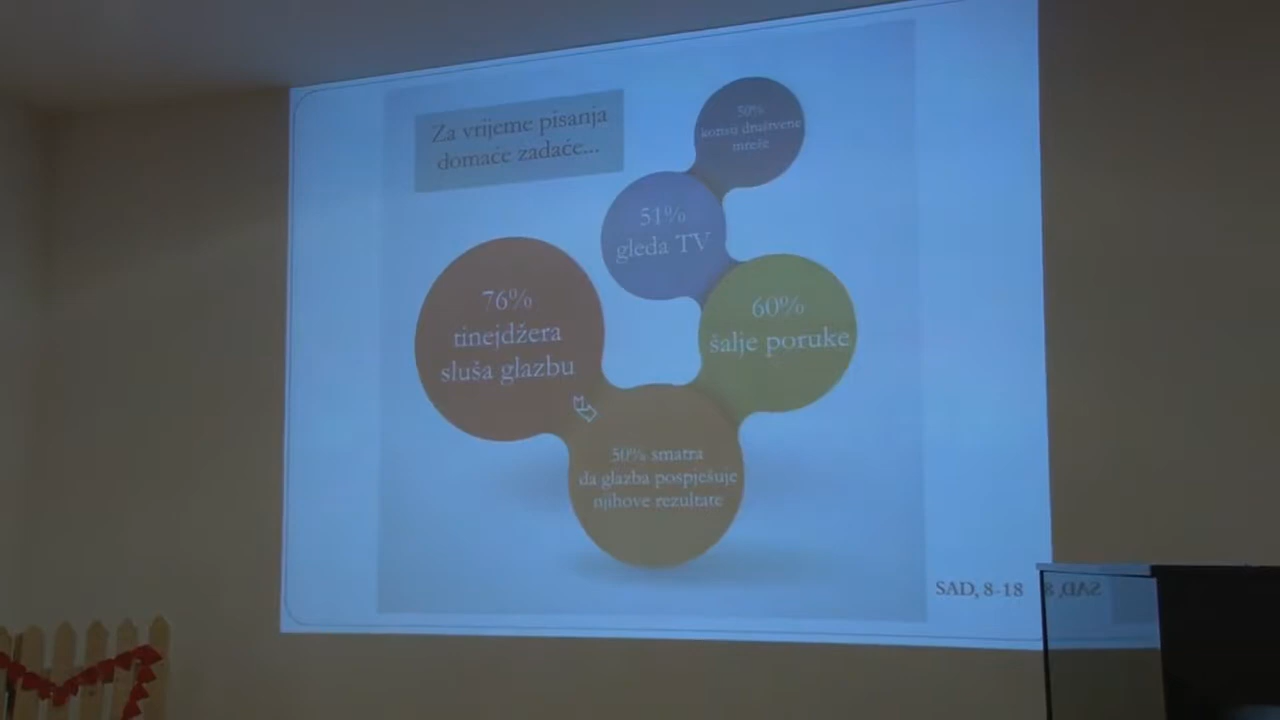 Za vrijeme pisanja
domaće zadaće...
50%
koristi društvene
mreže
51%
gleda TV
76%
tinejdžera
sluša glazbu
60%
šalje poruke
50% smatra
da glazba pospješuje
njihove rezultate
SAD, 8-18